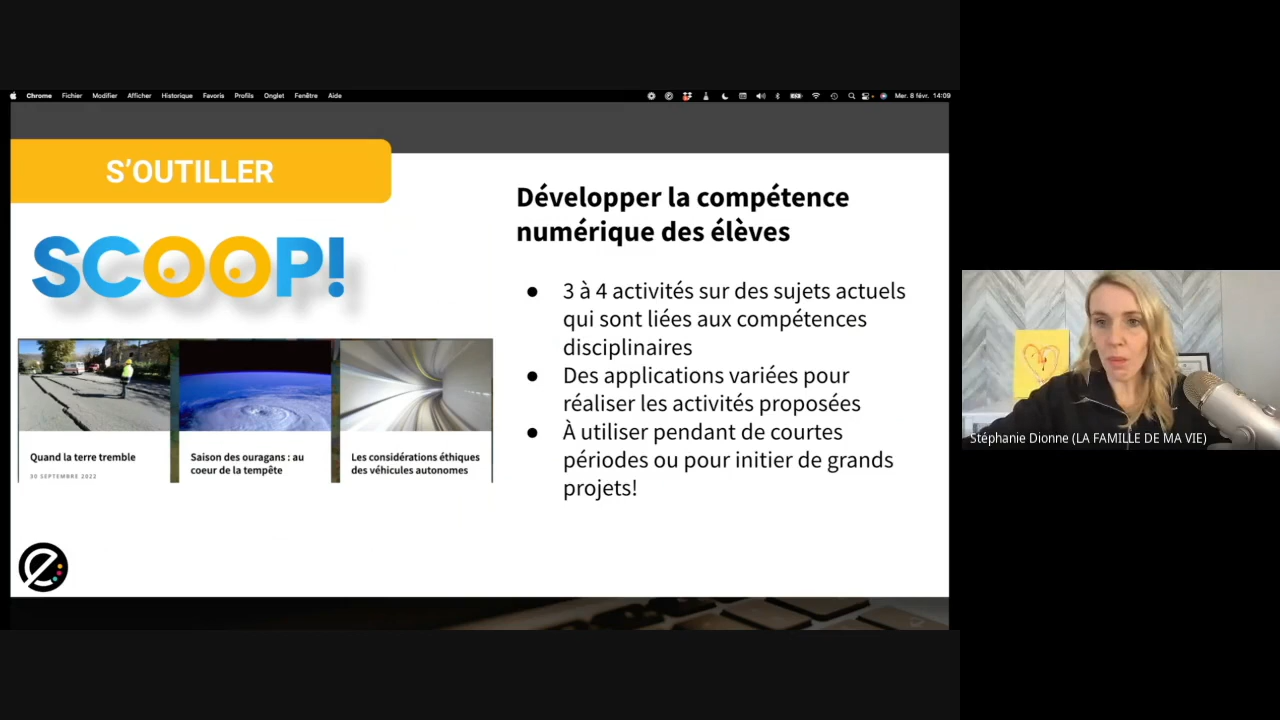 Chrome Fichier Modifier Afficher Historique Favoris Profils Onglet Fenêtre Aide
Mer. 8 févr. 14:09
S'OUTILLER
SCOOP!
Quand la terre tremble
30 SEPTEMBRE 2022
Saison des ouragans : au
coeur de la tempête
Les considérations éthiques
des véhicules autonomes
Développer la compétence
numérique des élèves
● 3 à 4 activités sur des sujets actuels
qui sont liées aux compétences
disciplinaires
● Des applications variées pour
réaliser les activités proposées
● À utiliser pendant de courtes
périodes ou pour initier de grands
projets!
Stéphanie Dionne (LA FAMILLE DE MA VIE)